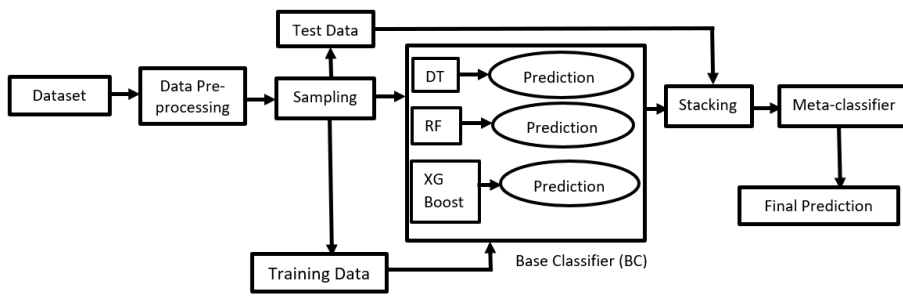 Test Data
Dataset
Data Pre-
processing
Sampling
DT
Prediction
RF
Prediction
XG
Boost
Prediction
Stacking
Meta-classifier
Final Prediction
Training Data
Base Classifier (BC)